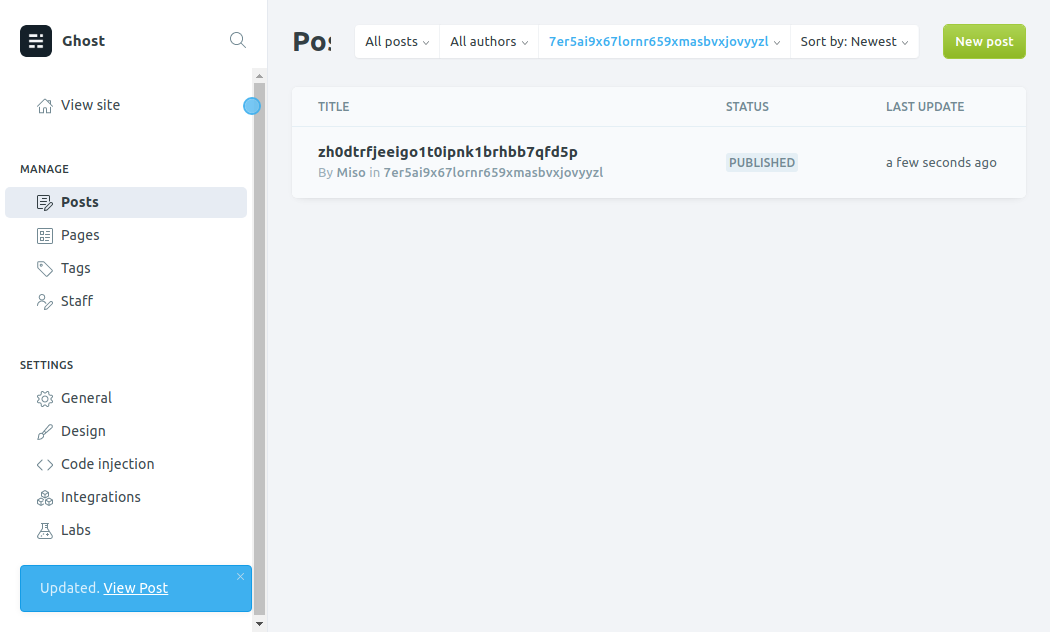 Ghost
View site
MANAGE
Posts
Pages
Tags
Staff
SETTINGS
General
Design
Code injection
Integrations
Labs
Updated. View Post
All posts
All authors
7er5ai9x67lornr659xmasbvxjovyyzl
Sort by: Newest
New post
TITLE
STATUS
LAST UPDATE
zh0dtrfjeeigo1t0ipnk1brhbb7qfd5p
By Miso in 7er5ai9x67lornr659xmasbvxjovyyzl
PUBLISHED
a few seconds ago